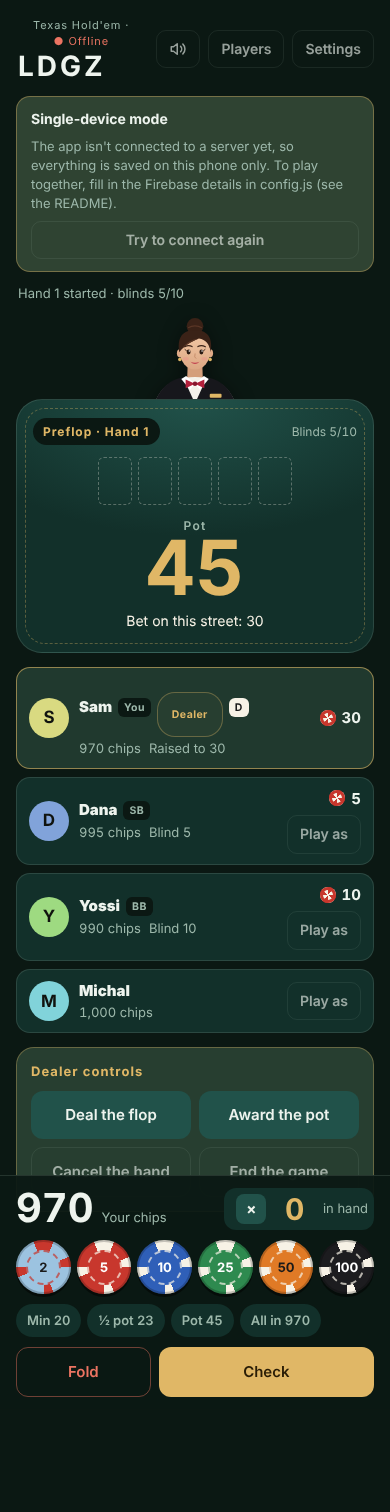 Texas Hold'em ·
● Offline
LDGZ
Players
Settings
Single-device mode
The app isn't connected to a server yet, so
everything is saved on this phone only. To play
together, fill in the Firebase details in config.js (see
the README).
Try to connect again
Hand 1 started · blinds 5/10
Preflop · Hand 1
Blinds 5/10
Pot
45
Bet on this street: 30
S
Sam You Dealer D
970 chips Raised to 30
30
D
Dana SB
995 chips Blind 5
5
Play as
Y
Yossi BB
990 chips Blind 10
10
Play as
M
Michal
1,000 chips
Play as
Dealer controls
Deal the flop
Award the pot
Cancel the hand
End the game
970 Your chips
× 0 in hand
2 5 10 25 50 100
Min 20
½ pot 23
Pot 45
All in 970
Fold
Check